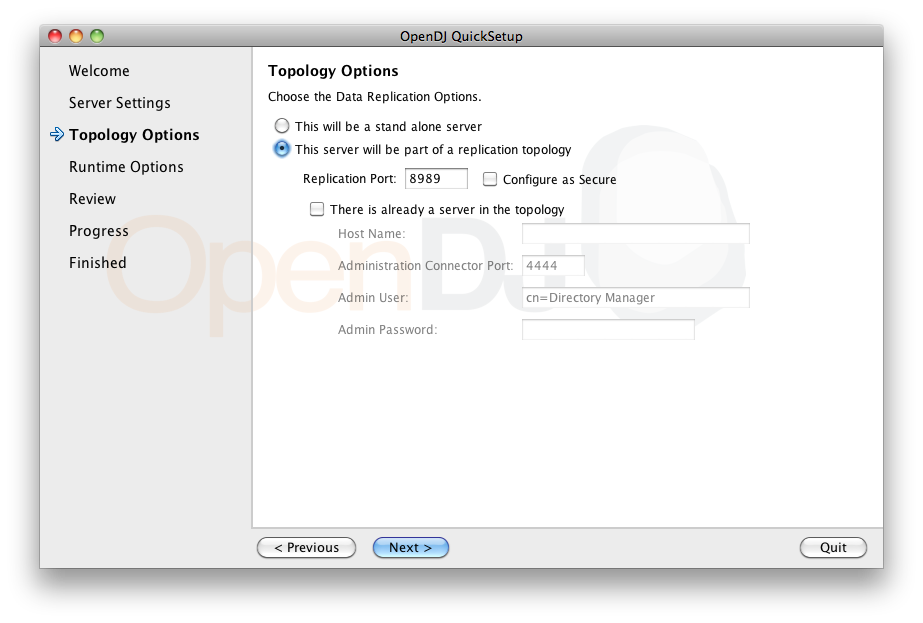 OpenDJ QuickSetup
Welcome
Server Settings
Topology Options
Runtime Options
Review
Progress
Finished
Topology Options
Choose the Data Replication Options.
This will be a stand alone server
This server will be part of a replication topology
Replication Port: 8989 Configure as Secure
There is already a server in the topology
Host Name:
Administration Connector Port: 4444
Admin User: cn=Directory Manager
Admin Password:
OpenDJ
< Previous Next > Quit